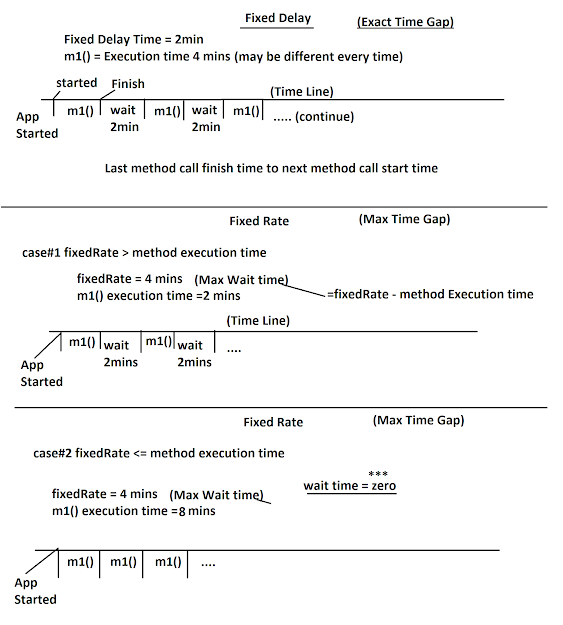 Fixed Delay (Exact Time Gap)
Fixed Delay Time = 2min
m1() = Execution time 4 mins (may be different every time)
started Finish
(Time Line)
App Started
m1() wait 2min m1() wait 2min m1() ..... (continue)
Last method call finish time to next method call start time
Fixed Rate (Max Time Gap)
case#1 fixedRate > method execution time
fixedRate = 4 mins (Max Wait time)
m1() execution time =2 mins =fixedRate - method Execution time
(Time Line)
m1() wait 2mins m1() wait 2mins ....
App
Started
Fixed Rate (Max Time Gap)
case#2 fixedRate <= method execution time
***
wait time = zero
fixedRate = 4 mins (Max Wait time)
m1() execution time =8 mins
m1() m1() m1() ....
App
Started